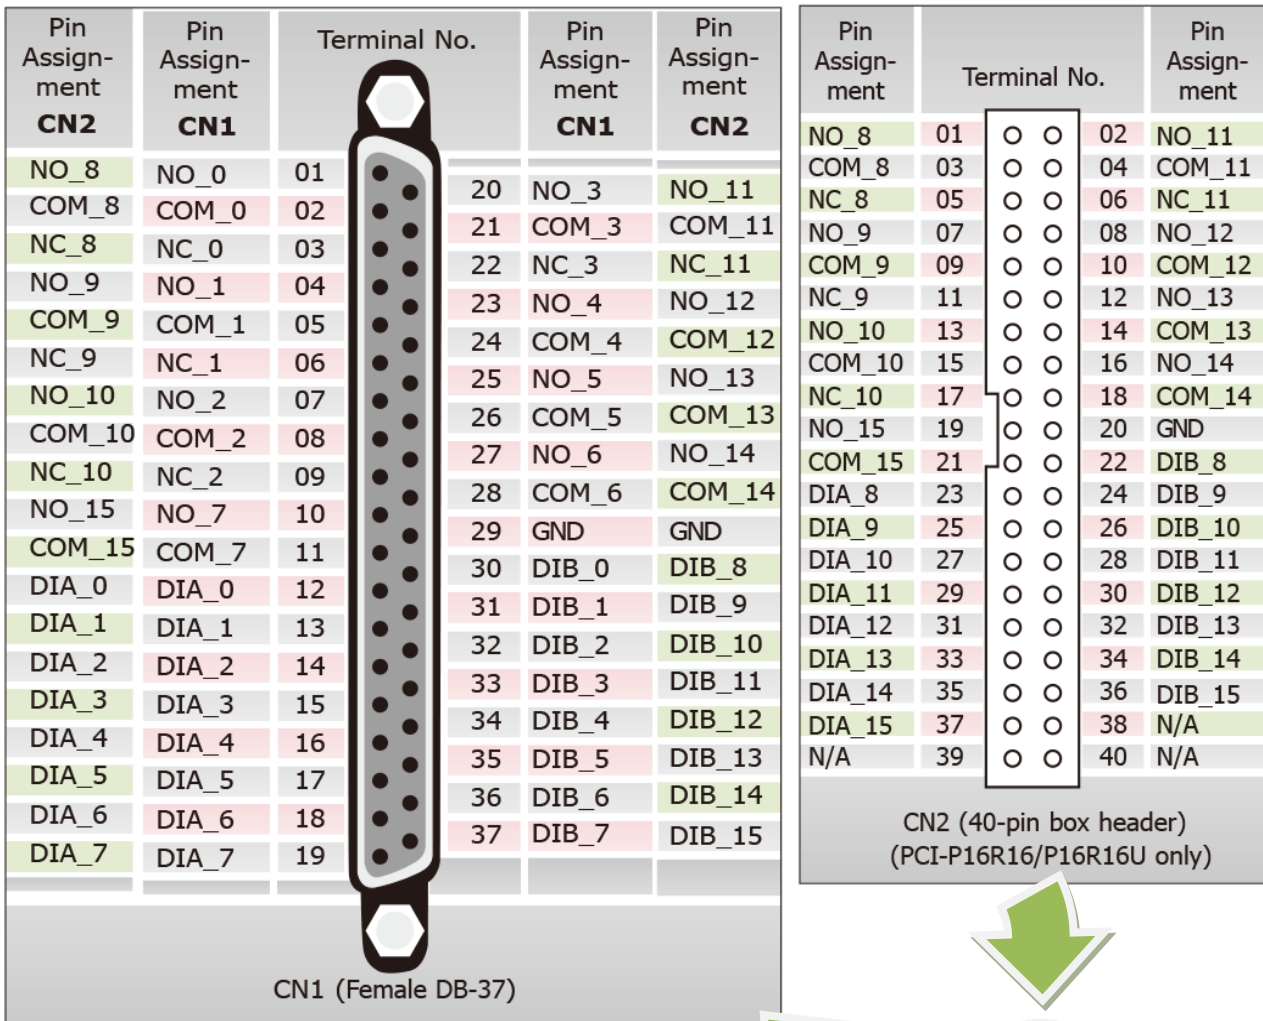 Pin Assign-ment CN2 Pin Assign-ment CN1 Terminal No. Pin Assign-ment CN1 Pin Assign-ment CN2
NO_8 NO_0 01
COM_8 COM_0 02
NC_8 NC_0 03
NO_9 NO_1 04
COM_9 COM_1 05
NC_9 NC_1 06
NO_10 NO_2 07
COM_10 COM_2 08
NC_10 NC_2 09
NO_15 NO_7 10
COM_15 COM_7 11
DIA_0 DIA_0 12
DIA_1 DIA_1 13
DIA_2 DIA_2 14
DIA_3 DIA_3 15
DIA_4 DIA_4 16
DIA_5 DIA_5 17
DIA_6 DIA_6 18
DIA_7 DIA_7 19
20 NO_3 NO_11
21 COM_3 COM_11
22 NC_3 NC_11
23 NO_4 NO_12
24 COM_4 COM_12
25 NO_5 NO_13
26 COM_5 COM_13
27 NO_6 NO_14
28 COM_6 COM_14
29 GND GND
30 DIB_0 DIB_8
31 DIB_1 DIB_9
32 DIB_2 DIB_10
33 DIB_3 DIB_11
34 DIB_4 DIB_12
35 DIB_5 DIB_13
36 DIB_6 DIB_14
37 DIB_7 DIB_15
CN1 (Female DB-37)
Pin Assign-ment Terminal No. Pin Assign-ment
NO_8 01 02 NO_11
COM_8 03 04 COM_11
NC_8 05 06 NC_11
NO_9 07 08 NO_12
COM_9 09 10 COM_12
NC_9 11 12 NO_13
NO_10 13 14 COM_13
COM_10 15 16 NO_14
NC_10 17 18 COM_14
NO_15 19 20 GND
COM_15 21 22 DIB_8
DIA_8 23 24 DIB_9
DIA_9 25 26 DIB_10
DIA_10 27 28 DIB_11
DIA_11 29 30 DIB_12
DIA_12 31 32 DIB_13
DIA_13 33 34 DIB_14
DIA_14 35 36 DIB_15
DIA_15 37 38 N/A
N/A 39 40 N/A
CN2 (40-pin box header)
(PCI-P16R16/P16R16U only)